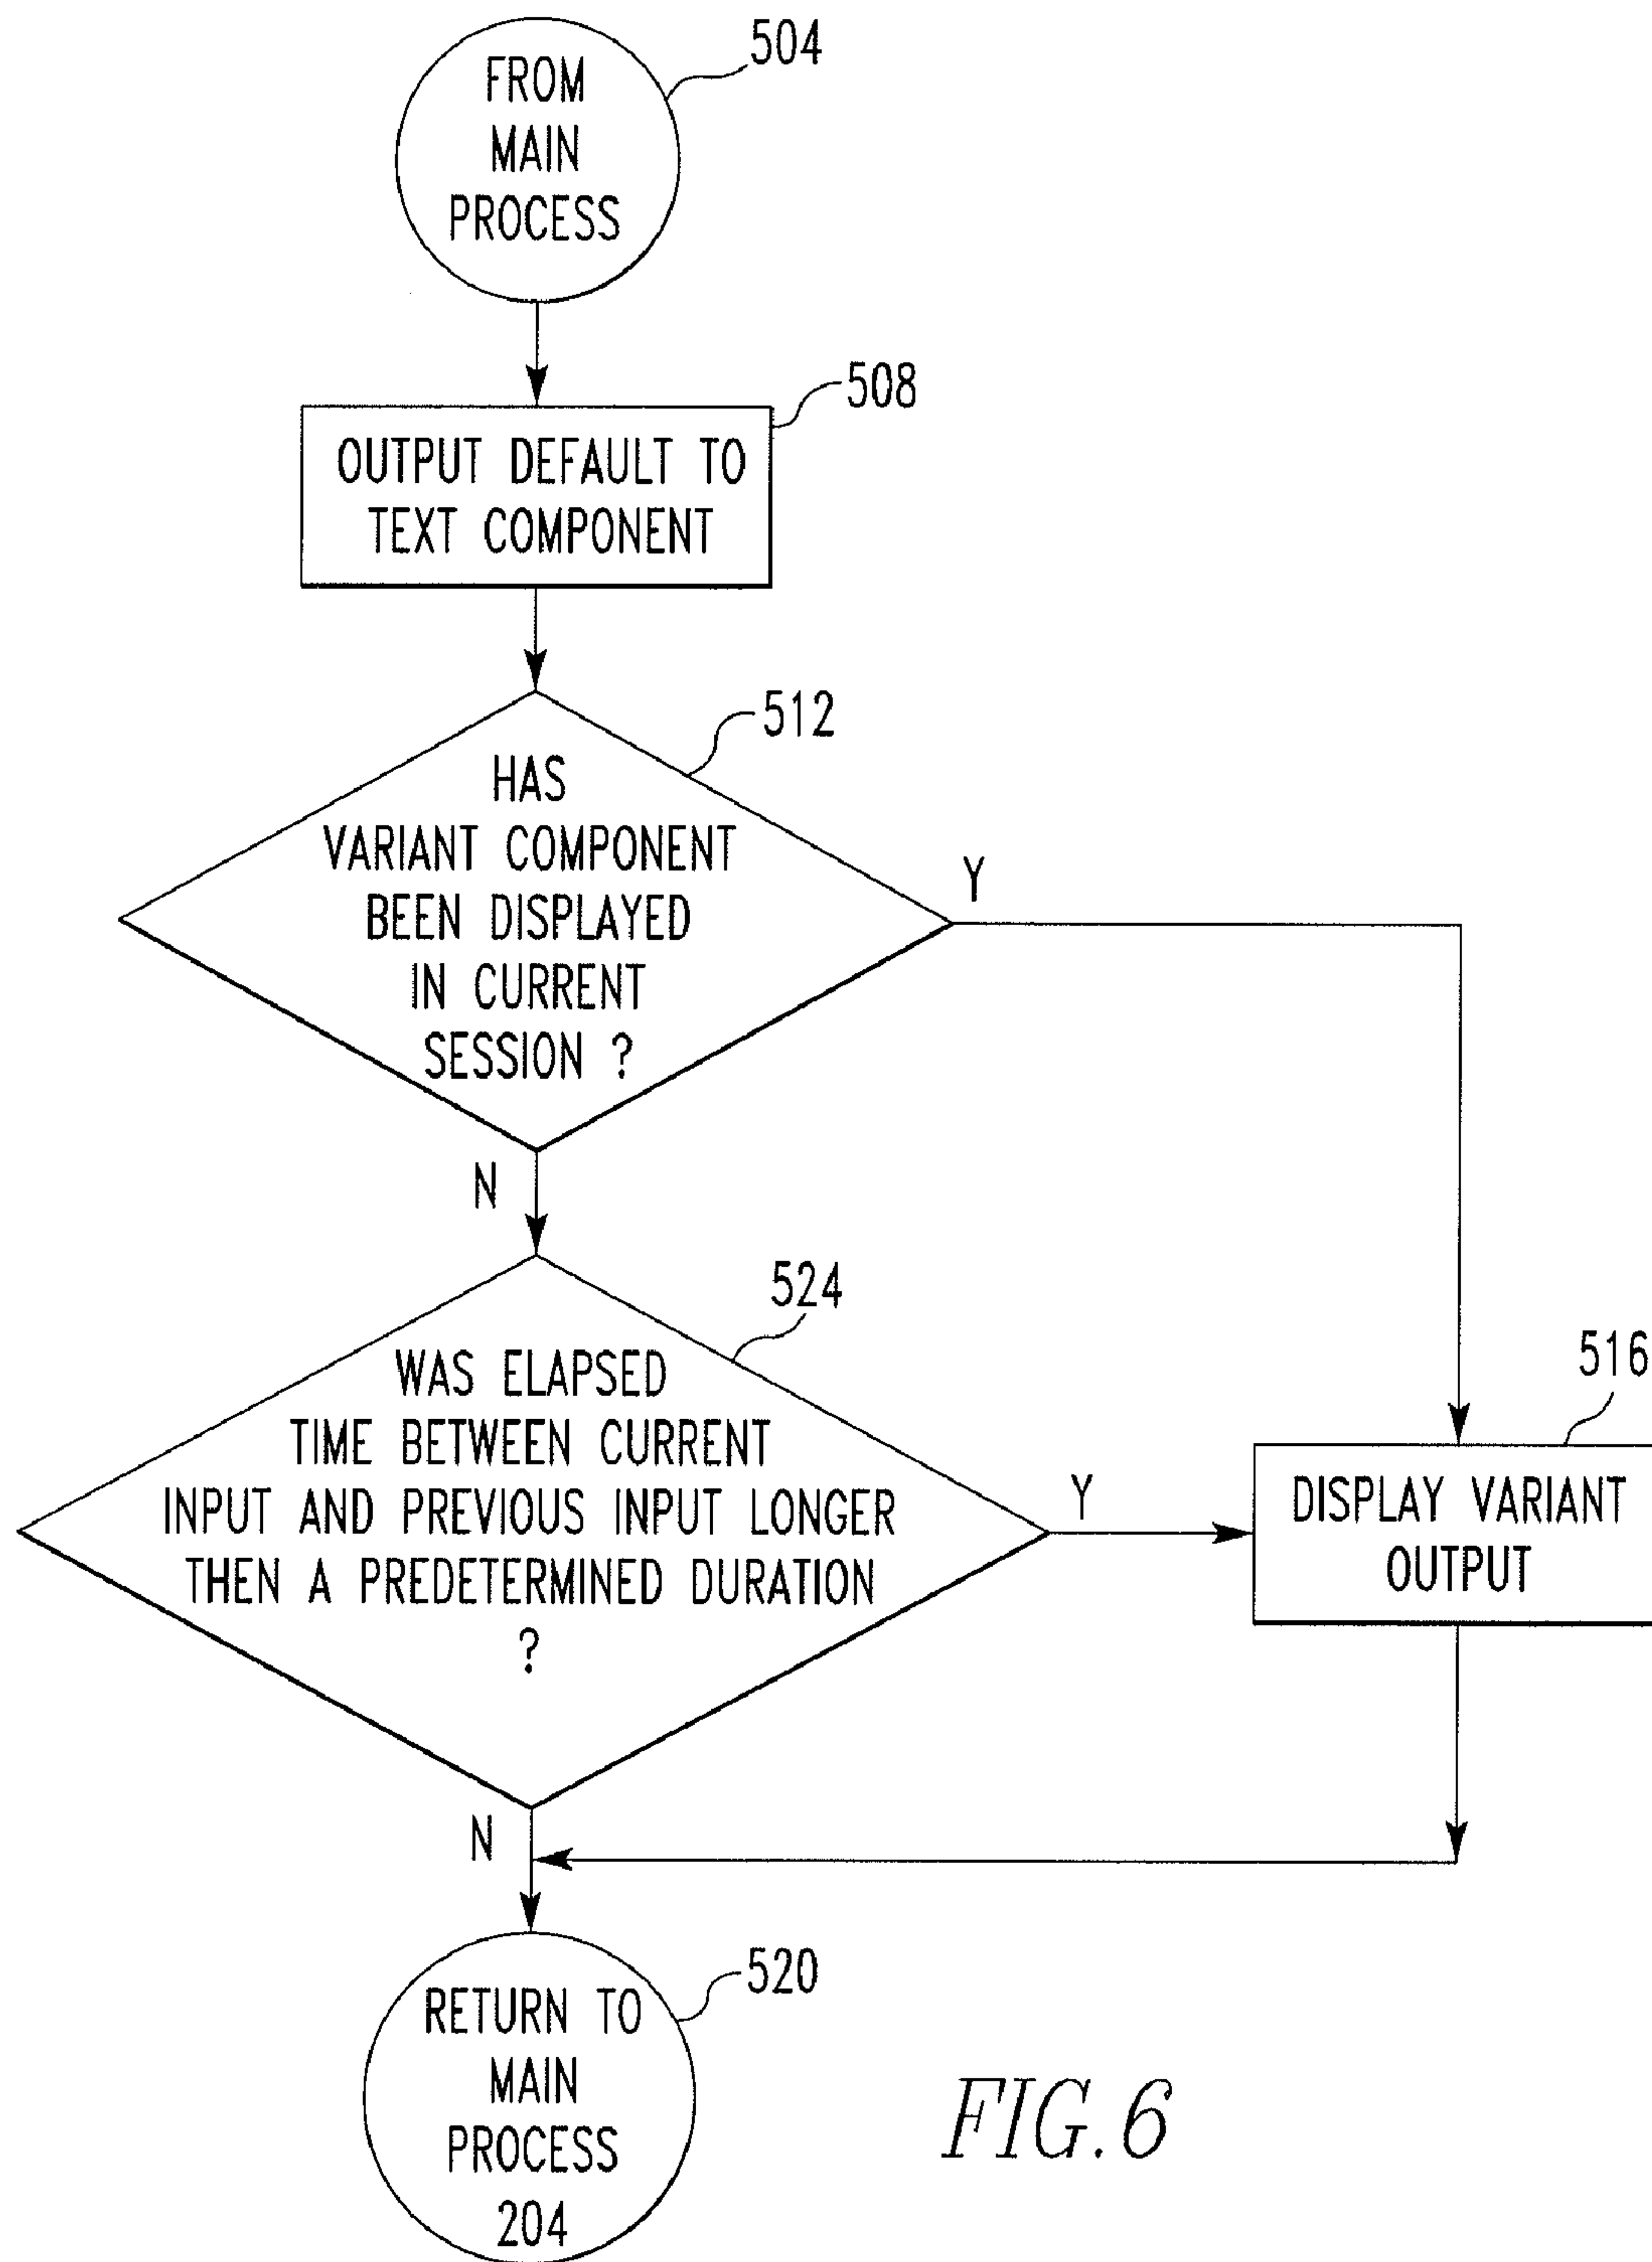 FROM
MAIN
PROCESS
504
OUTPUT DEFAULT TO
TEXT COMPONENT
508
HAS
VARIANT COMPONENT
BEEN DISPLAYED
IN CURRENT
SESSION ?
512
Y
N
WAS ELAPSED
TIME BETWEEN CURRENT
INPUT AND PREVIOUS INPUT LONGER
THEN A PREDETERMINED DURATION
?
524
Y
N
DISPLAY VARIANT
OUTPUT
516
RETURN TO
MAIN
PROCESS
204
520
FIG. 6